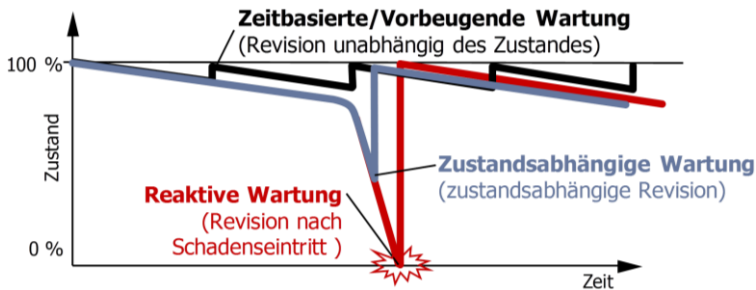 Zeitbasierte/Vorbeugende Wartung
(Revision unabhängig des Zustandes)
100 %
Zustand
Zustandsabhängige Wartung
(zustandsabhängige Revision)
Reaktive Wartung
(Revision nach
Schadenseintritt )
0 %
Zeit